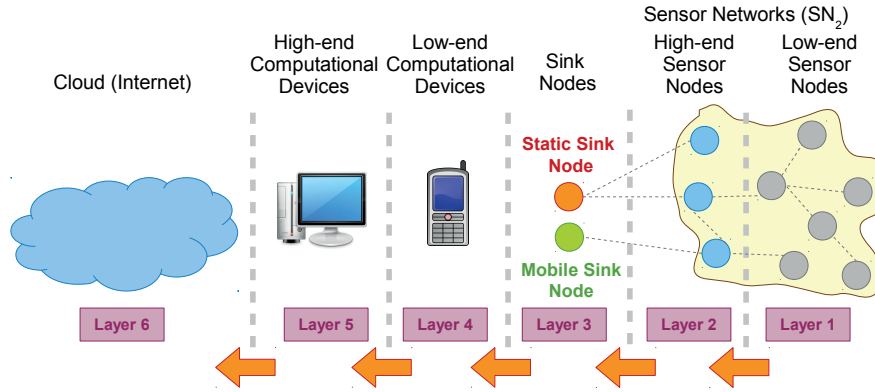 Sensor Networks (SN2)
Cloud (Internet)
High-end
Computational
Devices
Low-end
Computational
Devices
Sink
Nodes
High-end
Sensor
Nodes
Low-end
Sensor
Nodes
Static Sink
Node
Mobile Sink
Node
Layer 6
Layer 5
Layer 4
Layer 3
Layer 2
Layer 1